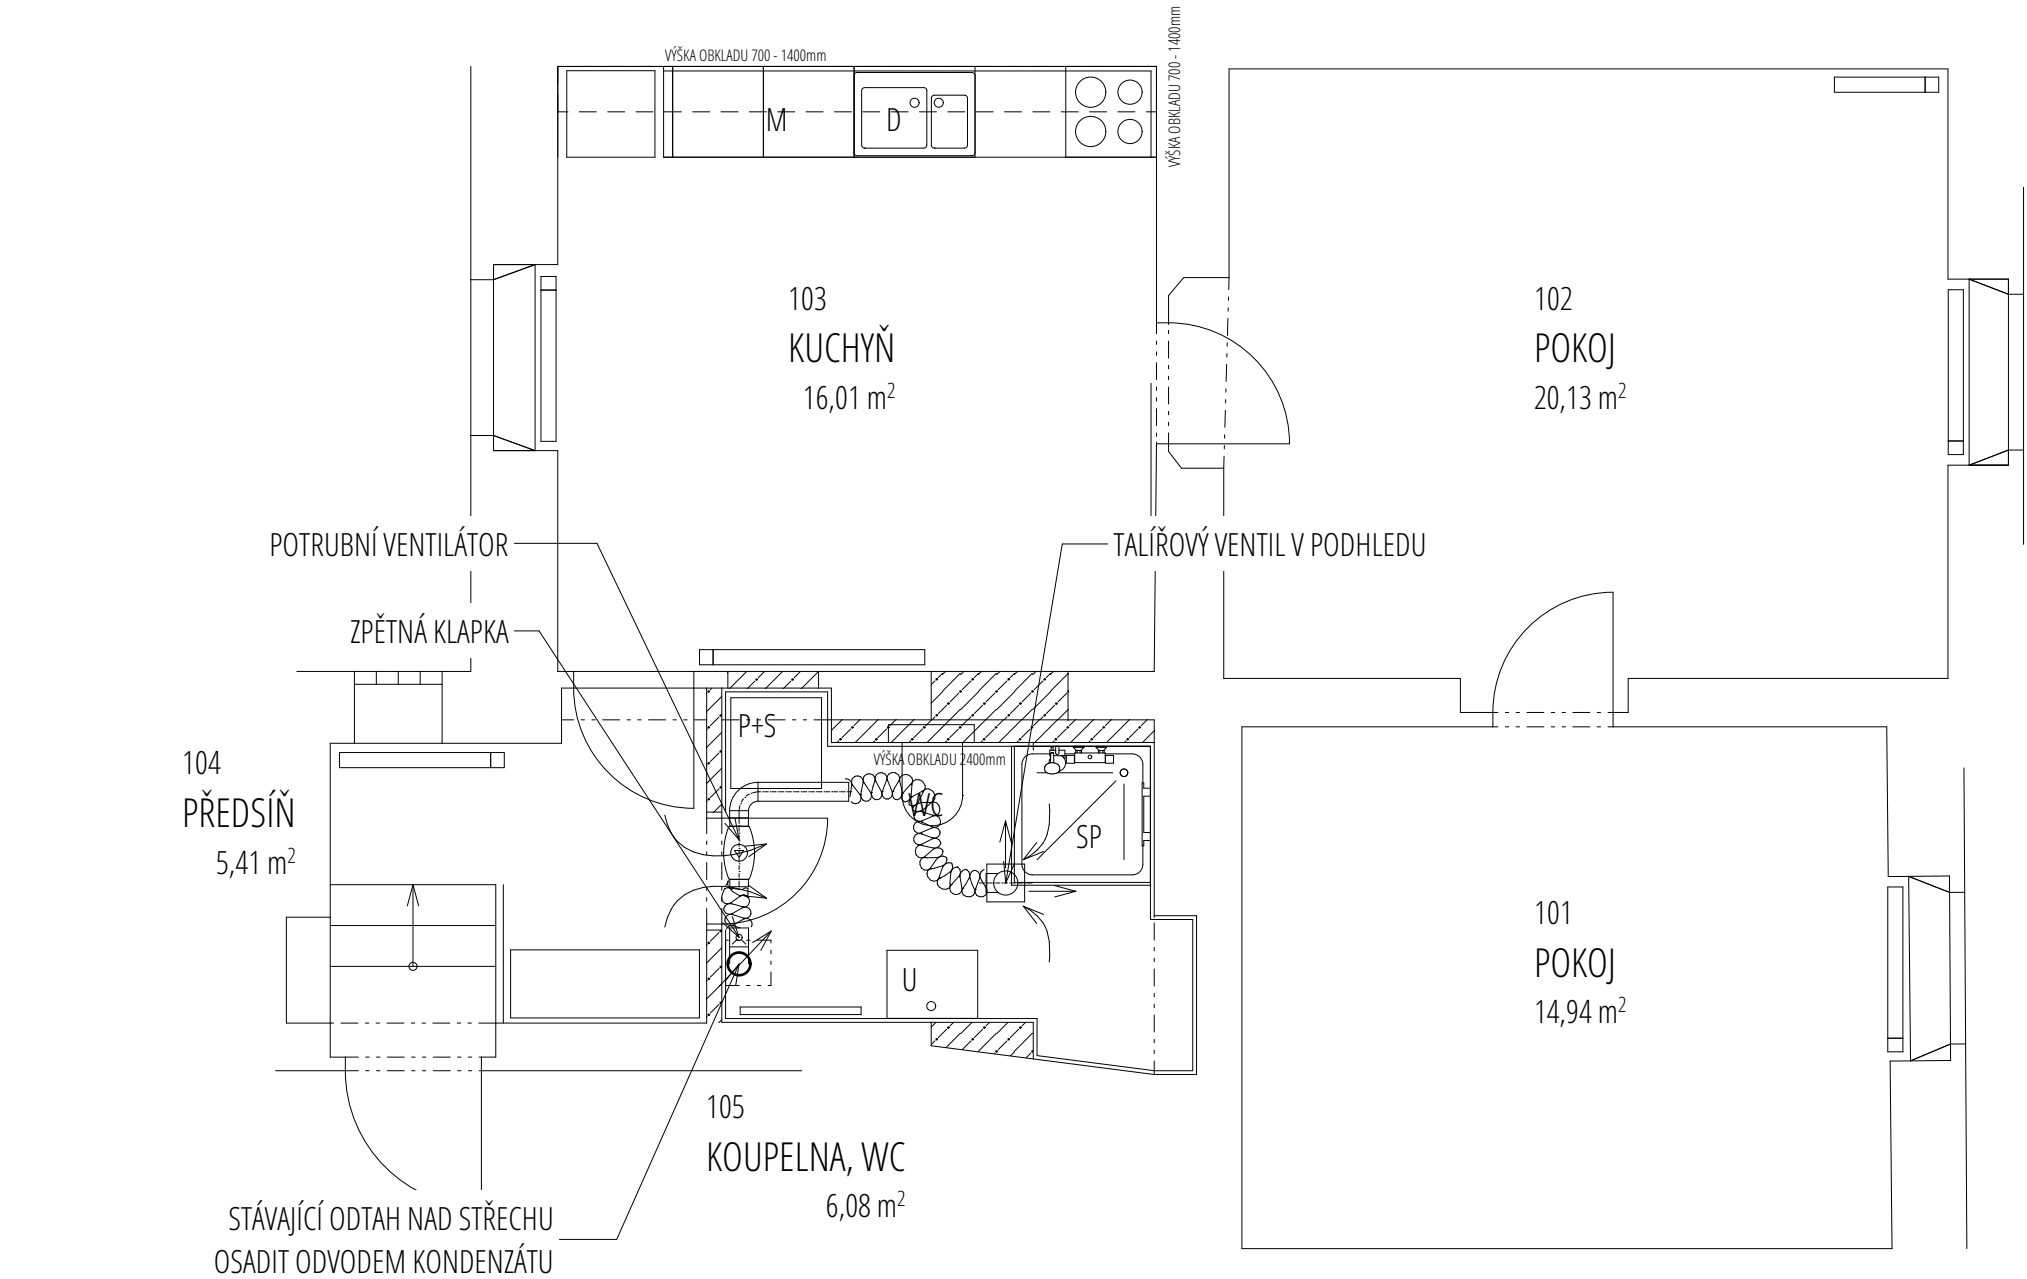 VÝŠKA OBKLADU 700 - 1400mm
VÝŠKA OBKLADU 700 - 1400mm
M
D
103
KUCHYŇ
16,01 m²
102
POKOJ
20,13 m²
POTRUBNÍ VENTILÁTOR
TALÍŘOVÝ VENTIL V PODHLEDU
ZPĚTNÁ KLAPKA
P+S
VÝŠKA OBKLADU 2400mm
WC
SP
104
PŘEDSÍŇ
5,41 m²
U
101
POKOJ
14,94 m²
105
KOUPELNA, WC
6,08 m²
STÁVAJÍCÍ ODTAH NAD STŘECHU
OSADIT ODVODEM KONDENZÁTU